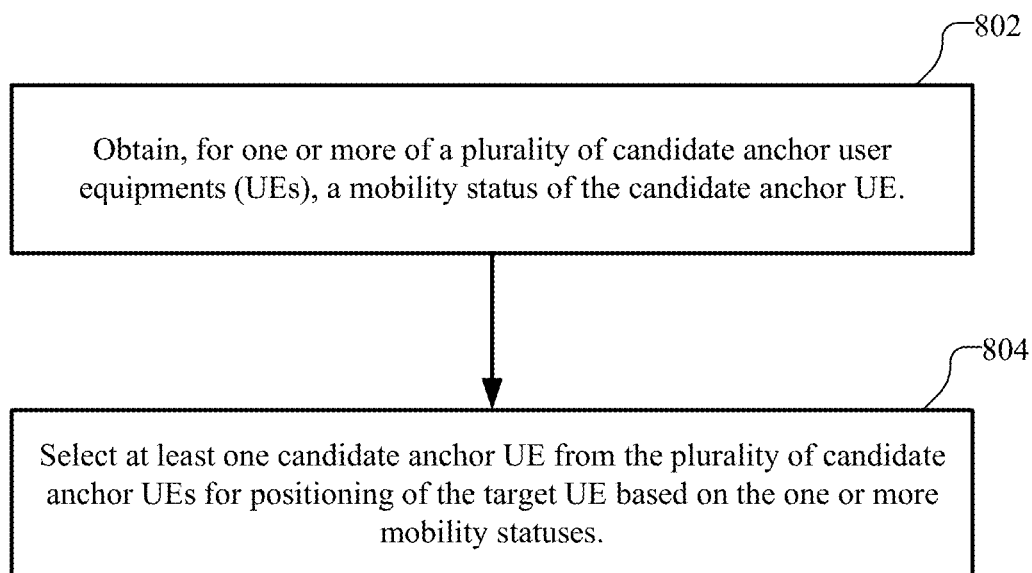 802
Obtain, for one or more of a plurality of candidate anchor user
equipments (UEs), a mobility status of the candidate anchor UE.
804
Select at least one candidate anchor UE from the plurality of candidate
anchor UEs for positioning of the target UE based on the one or more
mobility statuses.